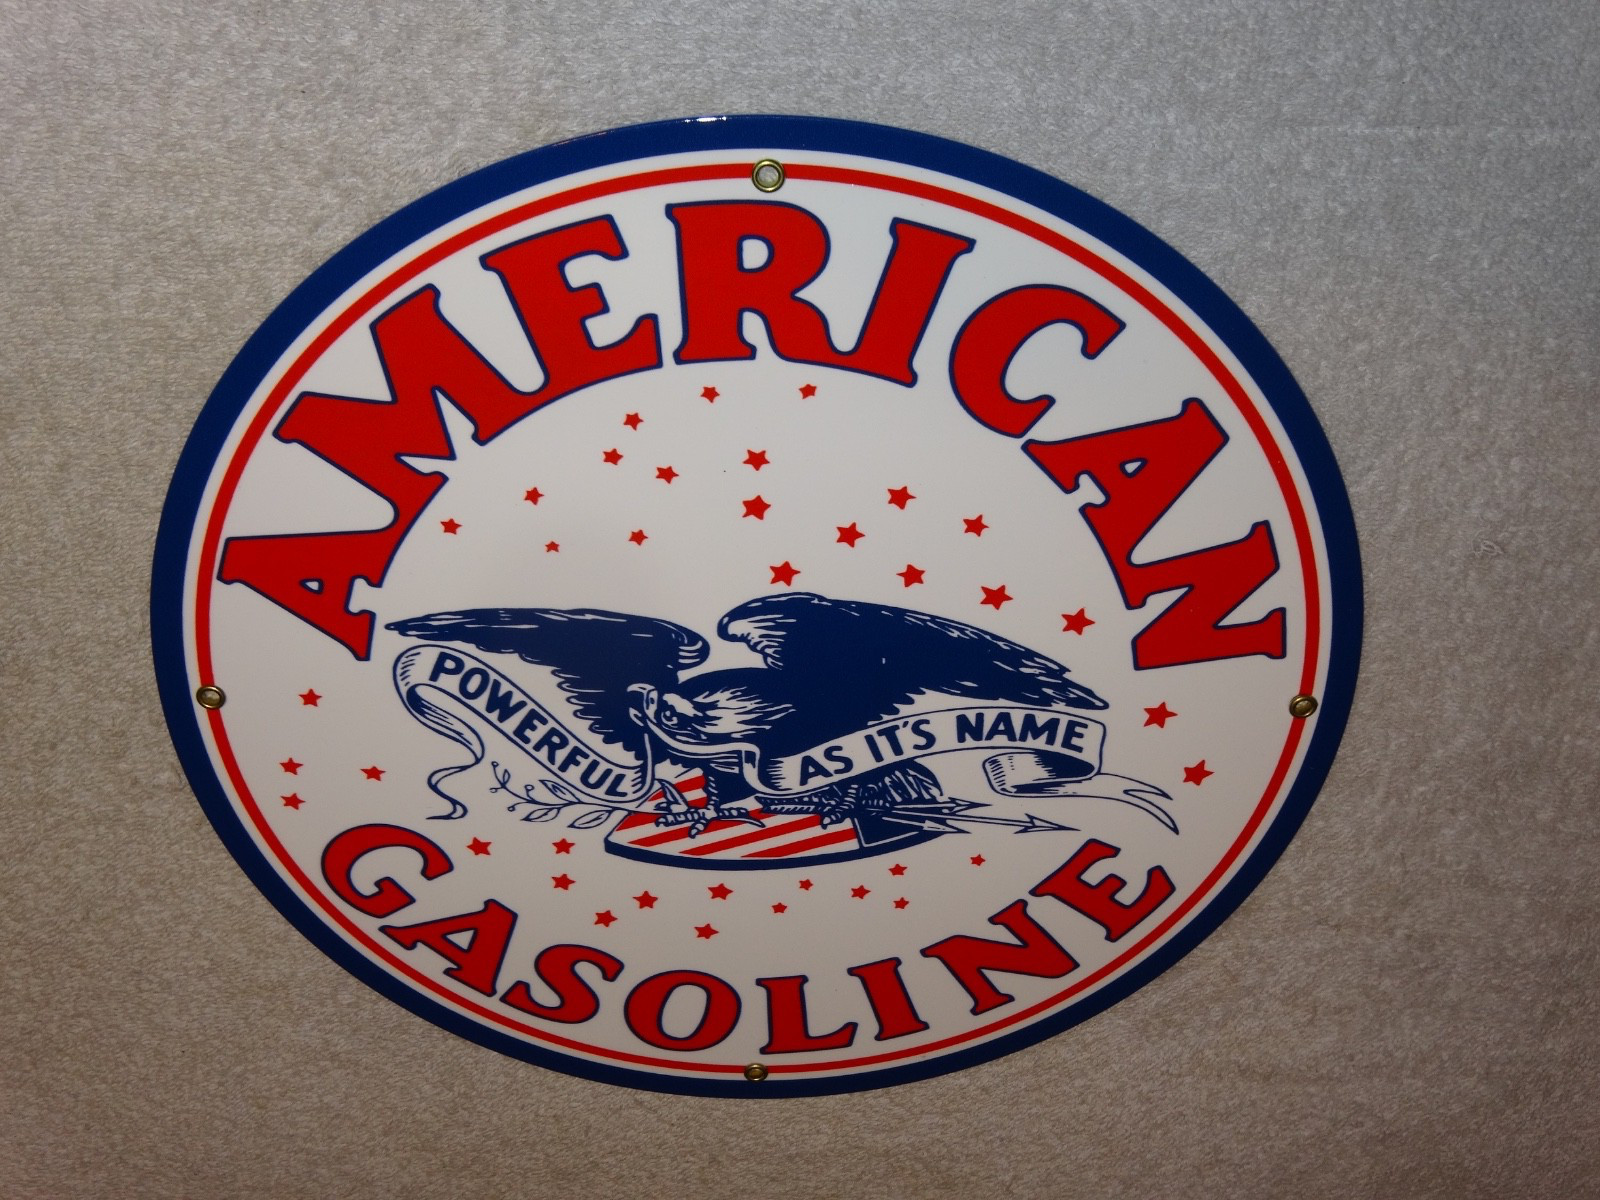 AMERICAN
POWERFUL AS IT'S NAME
GASOLINE